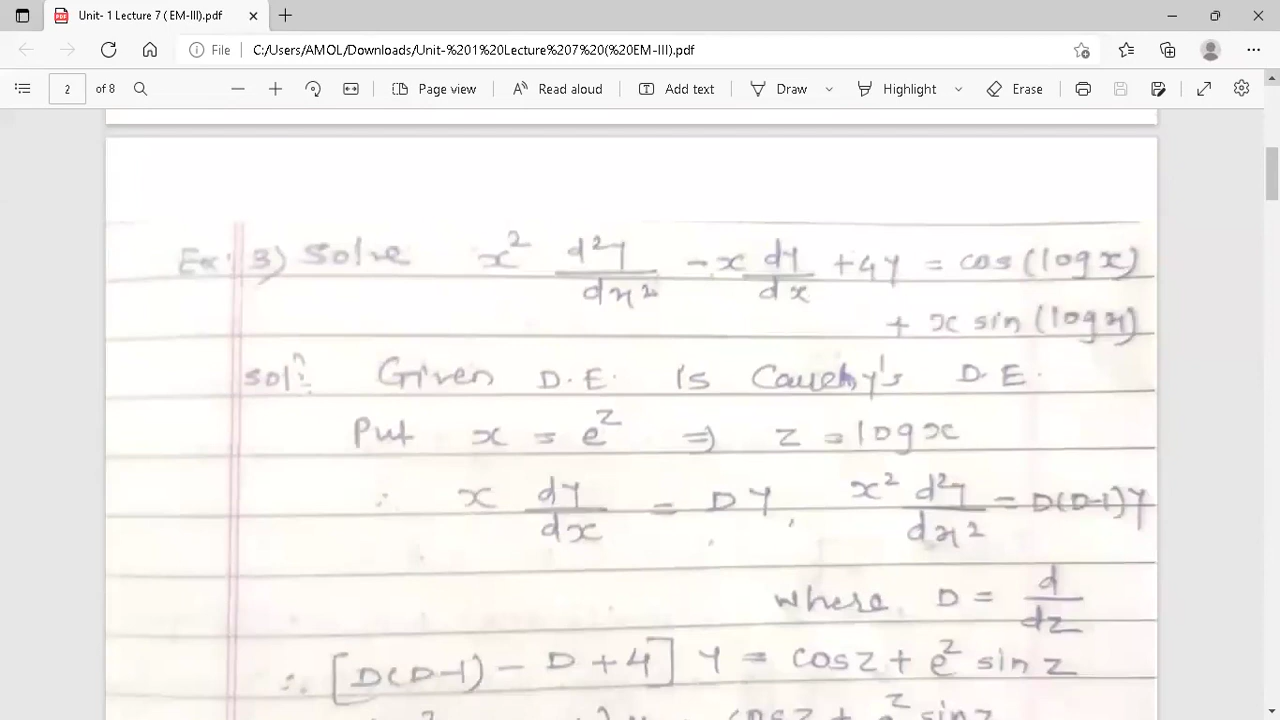 Unit- 1 Lecture 7 ( EM-III).pdf
File C:/Users/AMOL/Downloads/Unit-%201%20Lecture%207%20(%20EM-III).pdf
2 of 8 Page view Read aloud Add text Draw Highlight Erase
Ex: 3) Solve x² d²y/dx² - x dy/dx + 4y = cos(log x)
+ x sin (log x)
Solⁿ: Given D.E. is Cauchy's D.E.
Put x = e^z ⇒ z = log x
∴ x dy/dx = Dy, x² d²y/dx² = D(D-1)y
where D = d/dz
∴ [D(D-1) - D + 4] y = cos z + e^z sin z